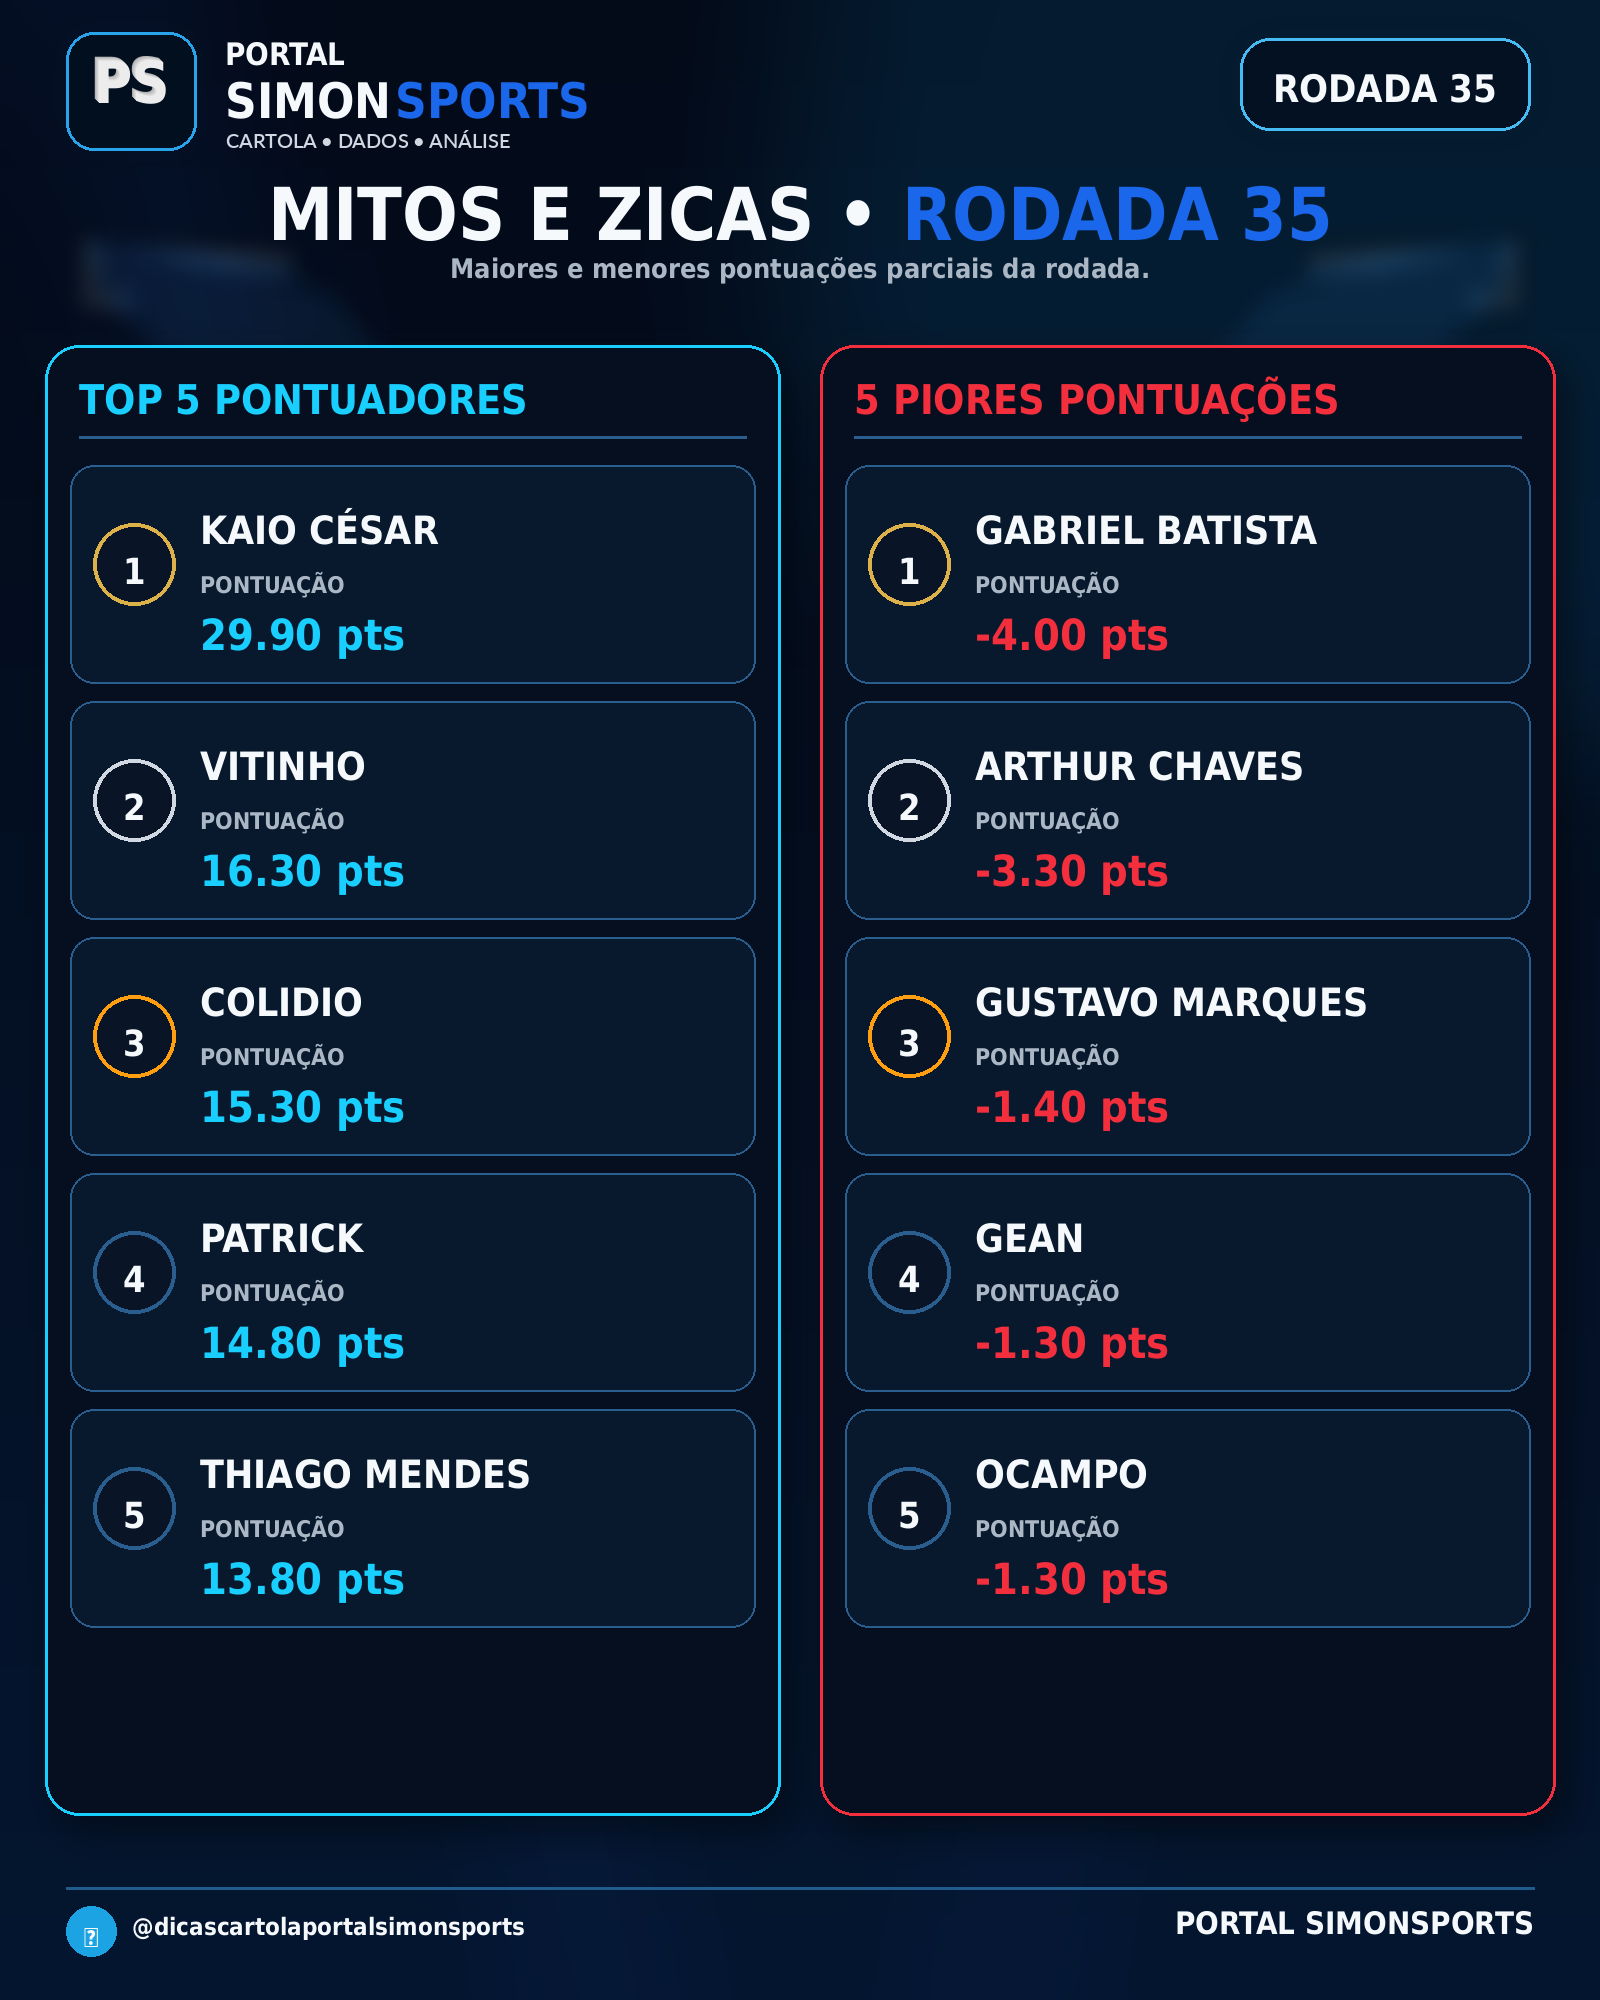 PS
PORTAL
SIMONSPORTS
CARTOLA • DADOS • ANÁLISE
RODADA 35
MITOS E ZICAS • RODADA 35
Maiores e menores pontuações parciais da rodada.
TOP 5 PONTUADORES
1
KAIO CÉSAR
PONTUAÇÃO
29.90 pts
2
VITINHO
PONTUAÇÃO
16.30 pts
3
COLIDIO
PONTUAÇÃO
15.30 pts
4
PATRICK
PONTUAÇÃO
14.80 pts
5
THIAGO MENDES
PONTUAÇÃO
13.80 pts
5 PIORES PONTUAÇÕES
1
GABRIEL BATISTA
PONTUAÇÃO
-4.00 pts
2
ARTHUR CHAVES
PONTUAÇÃO
-3.30 pts
3
GUSTAVO MARQUES
PONTUAÇÃO
-1.40 pts
4
GEAN
PONTUAÇÃO
-1.30 pts
5
OCAMPO
PONTUAÇÃO
-1.30 pts
@dicascartolaportalsimonsports
PORTAL SIMONSPORTS